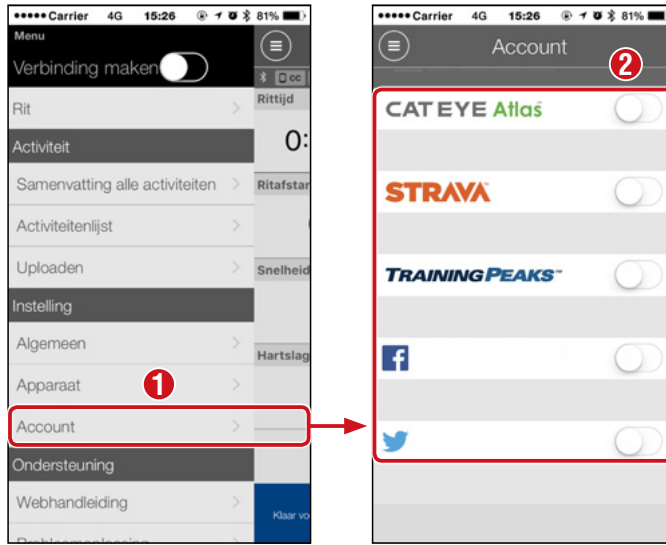 Carrier 4G 15:26 81%
Menu
Verbinding maken
Rit
Activiteit
Samenvatting alle activiteiten
Activiteitenlijst
Uploaden
Instelling
Algemeen
Apparaat
1
Account
Ondersteuning
Webhandleiding
CC
Rittijd
0:
Ritafstan
Snelheid
Hartslag
Klaar vo
Carrier 4G 15:26 81%
Account
2
CATEYE Atlas
STRAVA
TRAININGPEAKS
f